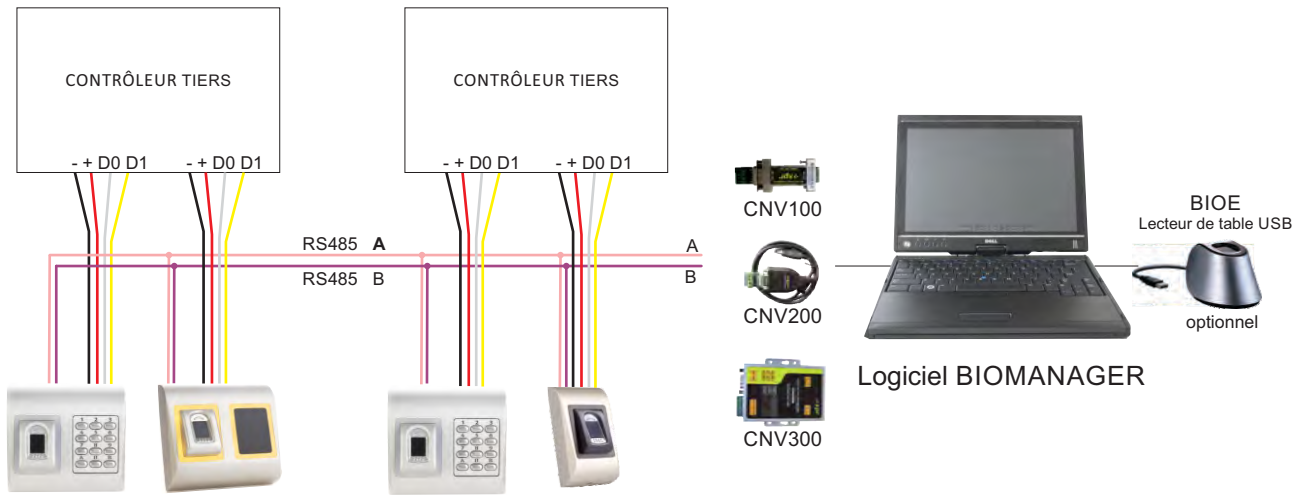 CONTRÔLEUR TIERS
CONTRÔLEUR TIERS
- + D0 D1
- + D0 D1
- + D0 D1
- + D0 D1
RS485 A
A
RS485 B
B
CNV100
CNV200
CNV300
DELL
Logiciel BIOMANAGER
BIOE
Lecteur de table USB
optionnel